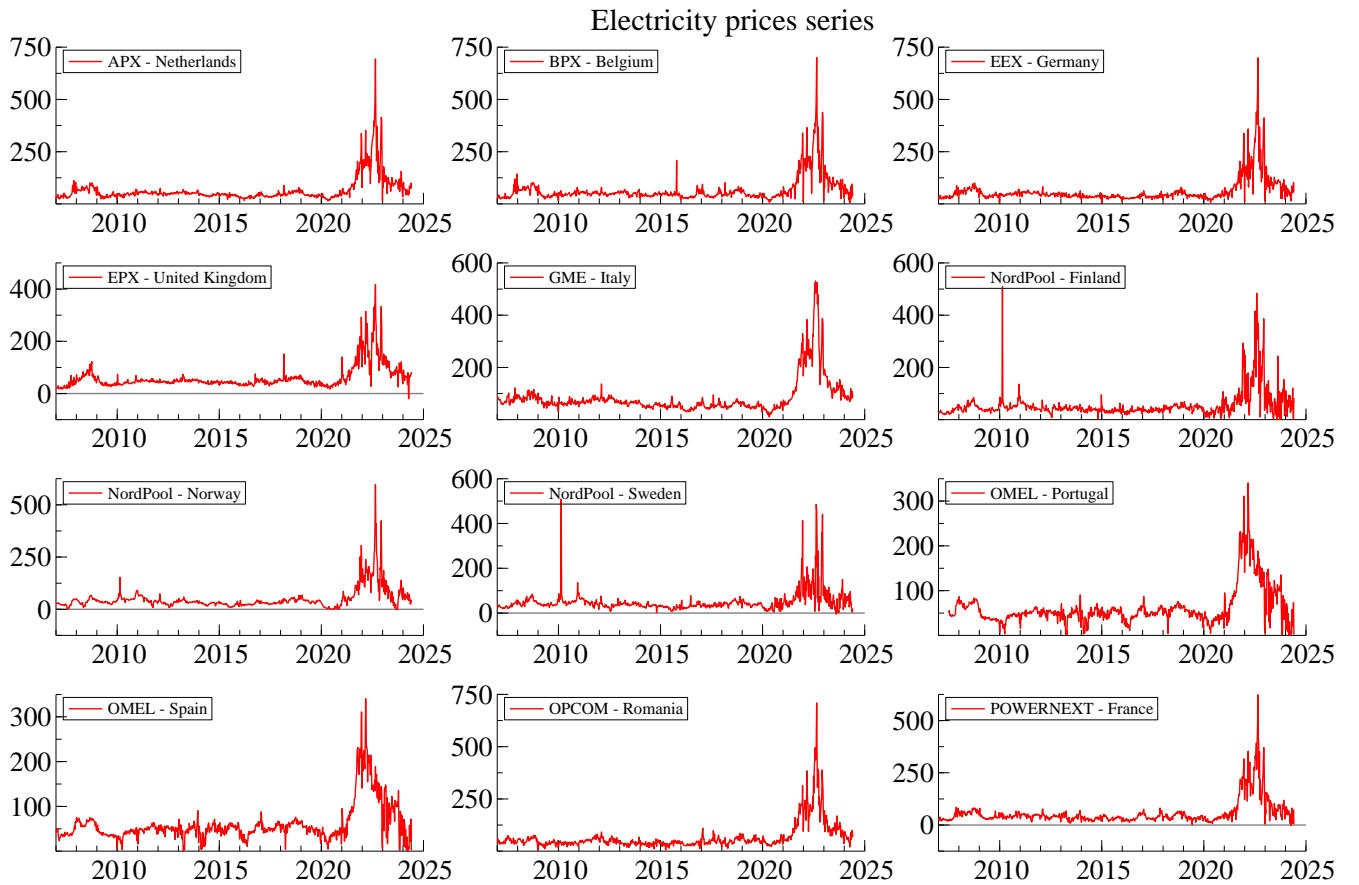 Electricity prices series
APX - Netherlands
750
500
250
2010 2015 2020 2025
BPX - Belgium
750
500
250
2010 2015 2020 2025
EEX - Germany
750
500
250
2010 2015 2020 2025
EPX - United Kingdom
400
200
0
2010 2015 2020 2025
GME - Italy
600
400
200
2010 2015 2020 2025
NordPool - Finland
600
400
200
2010 2015 2020 2025
NordPool - Norway
500
250
0
2010 2015 2020 2025
NordPool - Sweden
600
400
200
0
2010 2015 2020 2025
OMEL - Portugal
300
200
100
2010 2015 2020 2025
OMEL - Spain
300
200
100
2010 2015 2020 2025
OPCOM - Romania
750
500
250
2010 2015 2020 2025
POWERNEXT - France
500
250
0
2010 2015 2020 2025